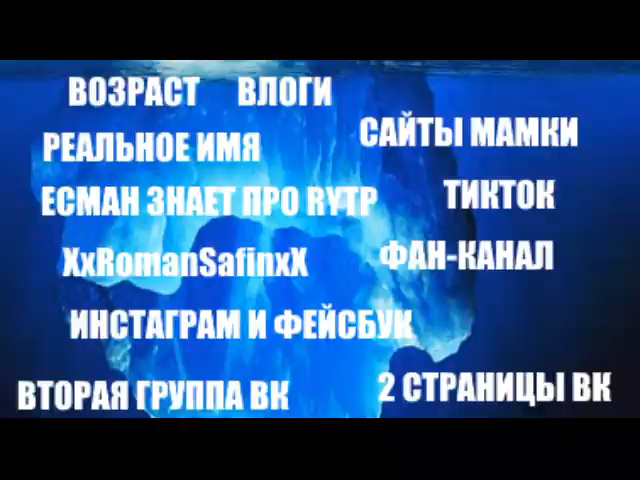 ВОЗРАСТ ВЛОГИ
САЙТЫ МАМКИ
РЕАЛЬНОЕ ИМЯ
ЕСМАН ЗНАЕТ ПРО RYTP
ТИКТОК
XxRomanSafinxX
ФАН-КАНАЛ
ИНСТАГРАМ И ФЕЙСБУК
ВТОРАЯ ГРУППА ВК
2 СТРАНИЦЫ ВК